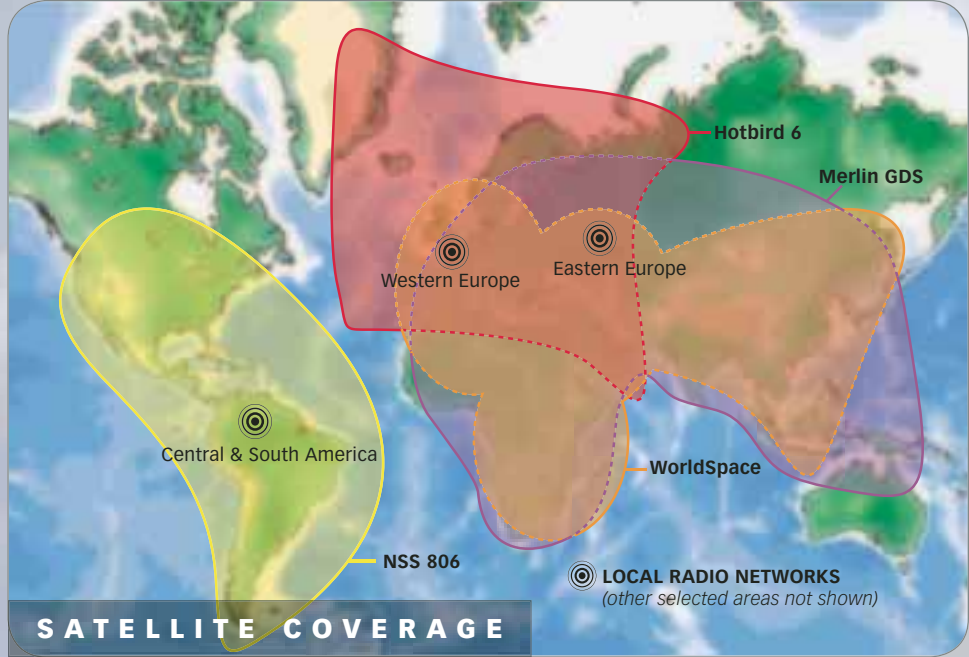 Hotbird 6
Merlin GDS
Western Europe
Eastern Europe
Central & South America
WorldSpace
NSS 806
LOCAL RADIO NETWORKS
(other selected areas not shown)
SATELLITE COVERAGE